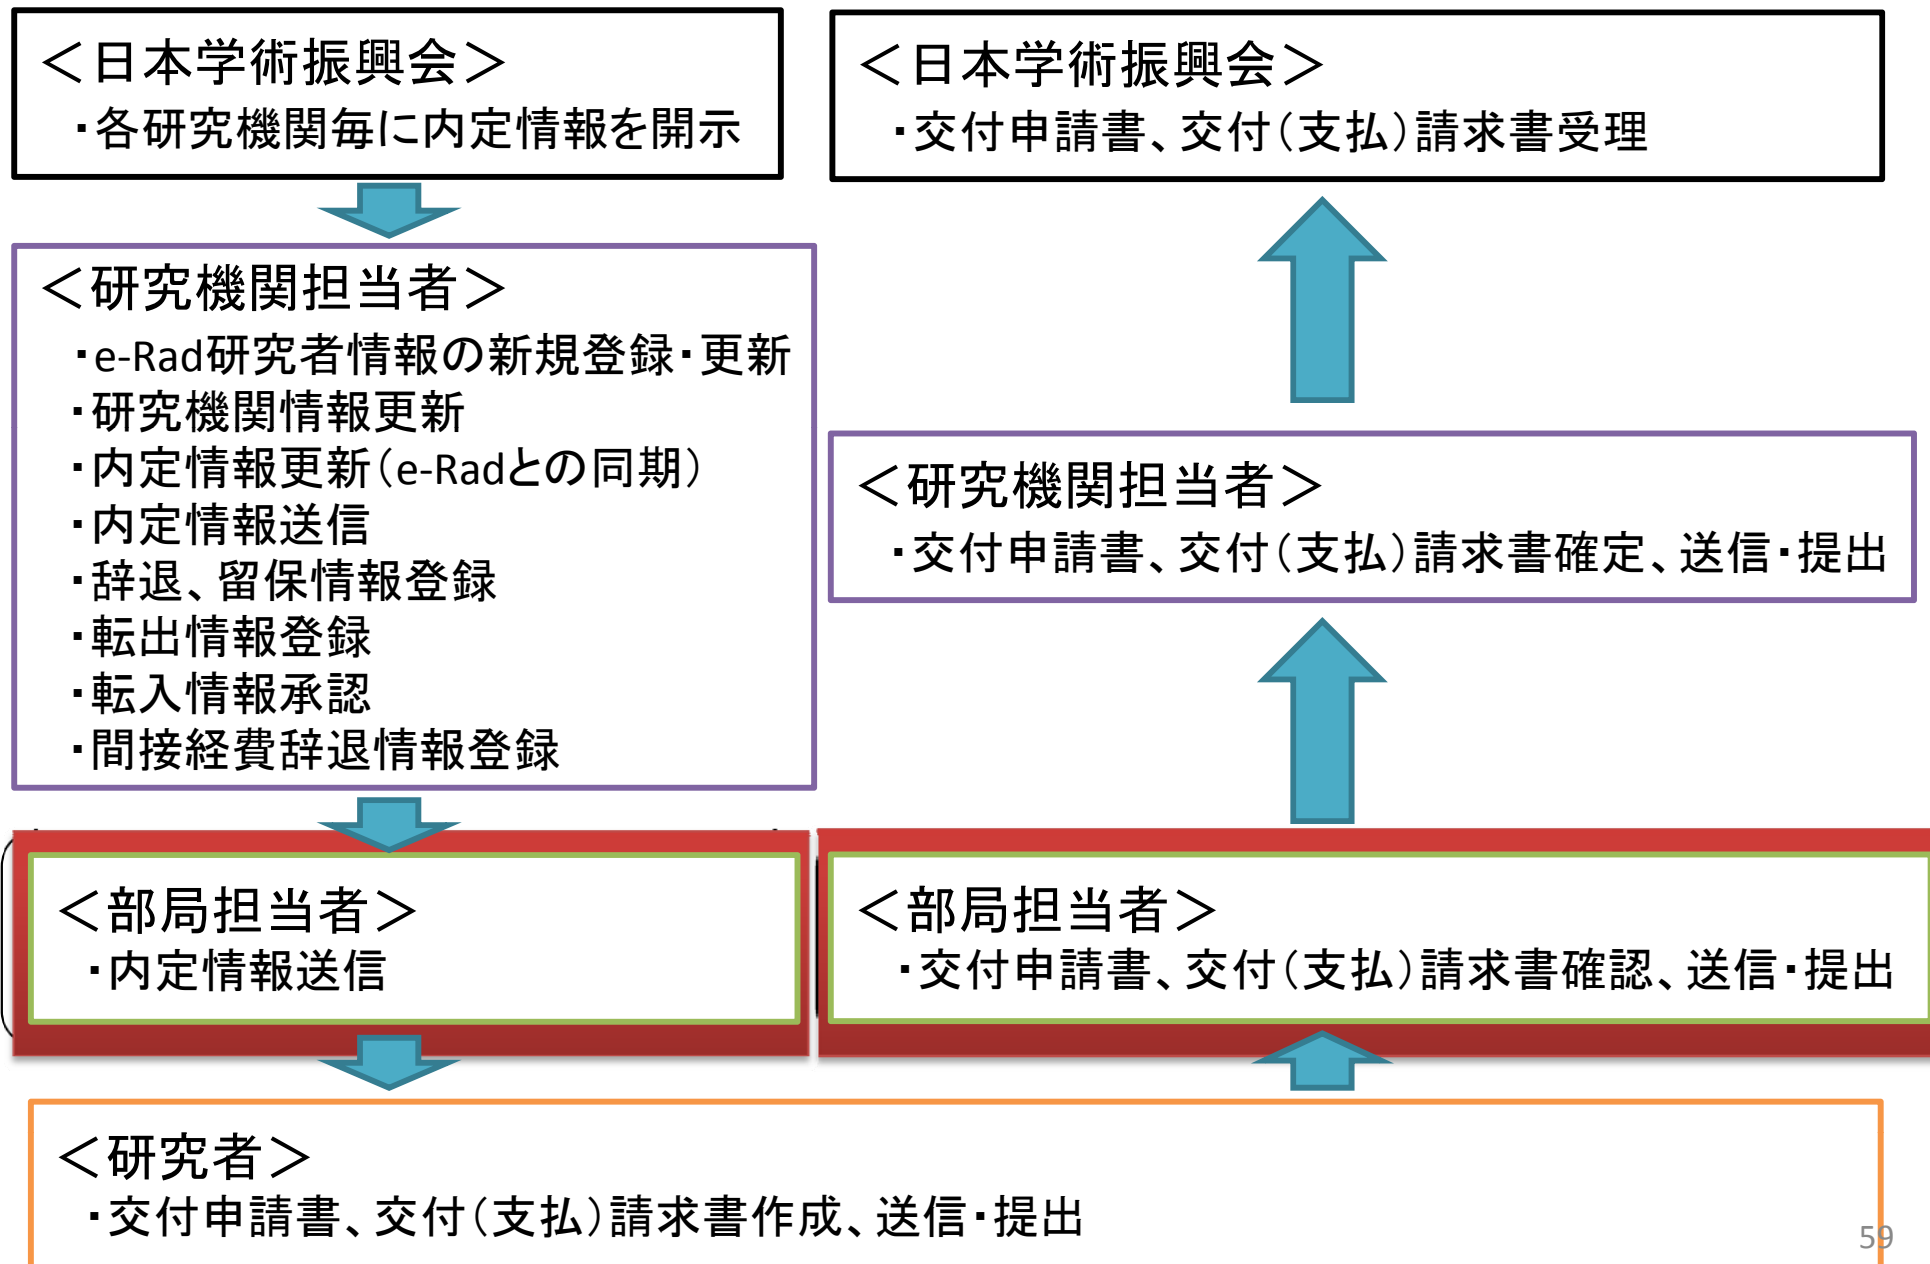 ＜日本学術振興会＞
・各研究機関毎に内定情報を開示
＜研究機関担当者＞
・e-Rad研究者情報の新規登録・更新
・研究機関情報更新
・内定情報更新（e-Radとの同期）
・内定情報送信
・辞退、留保情報登録
・転出情報登録
・転入情報承認
・間接経費辞退情報登録
＜部局担当者＞
・内定情報送信
＜研究者＞
・交付申請書、交付（支払）請求書作成、送信・提出
＜部局担当者＞
・交付申請書、交付（支払）請求書確認、送信・提出
＜研究機関担当者＞
・交付申請書、交付（支払）請求書確定、送信・提出
＜日本学術振興会＞
・交付申請書、交付（支払）請求書受理
59